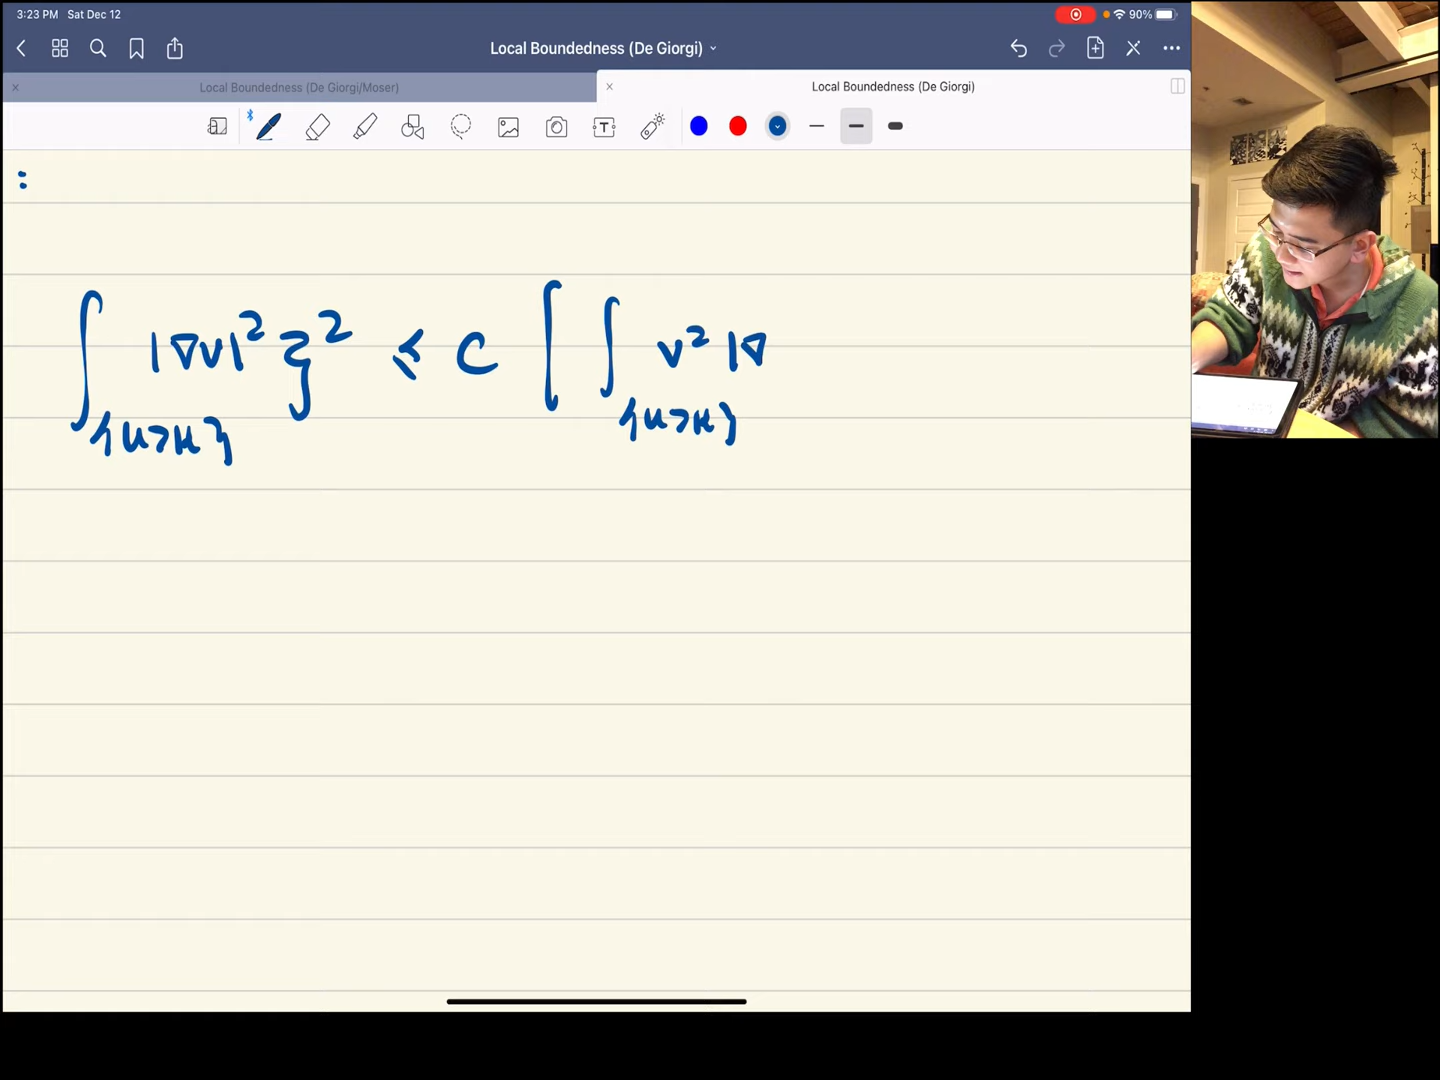 3:23 PM Sat Dec 12
90%
Local Boundedness (De Giorgi)
Local Boundedness (De Giorgi/Moser)
Local Boundedness (De Giorgi)
T
:
∫_{u>k} |∇v|² ξ² ≤ C [ ∫_{u>k} v² |∇